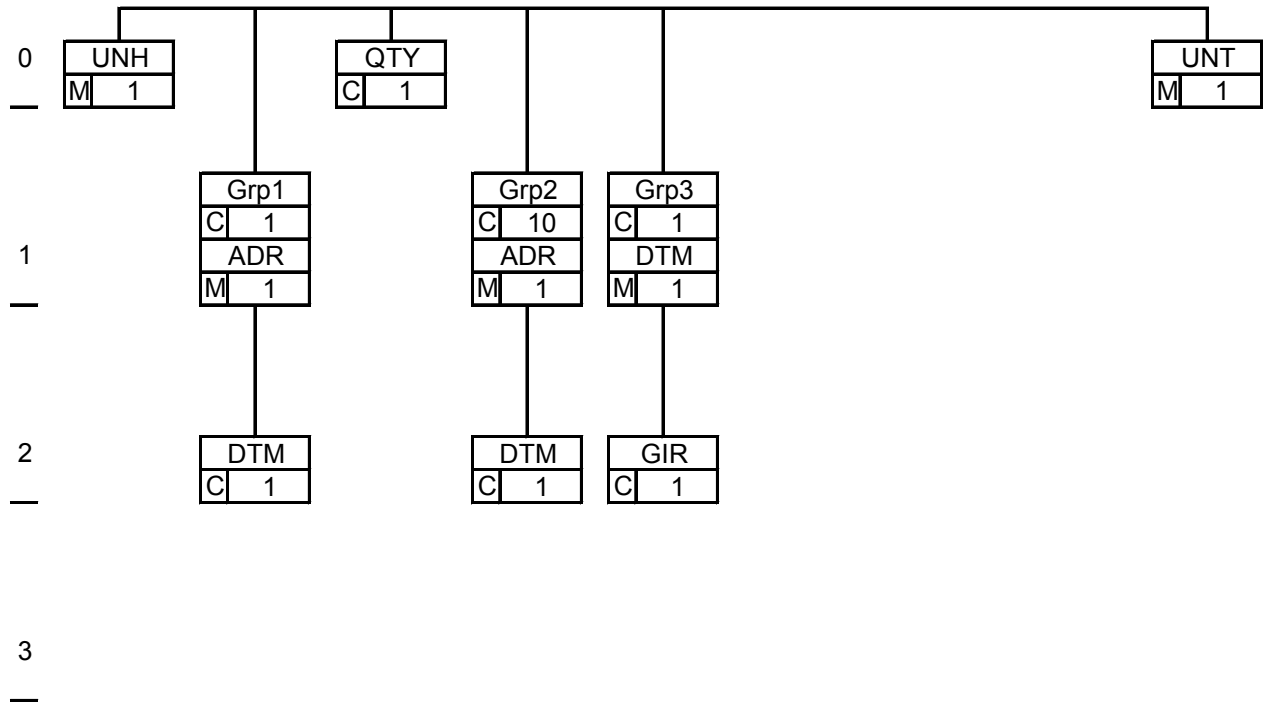 0 UNH QTY UNT
M 1 C 1 M 1
Grp1 Grp2 Grp3
C 1 C 10 C 1
1 ADR ADR DTM
M 1 M 1 M 1
2 DTM DTM GIR
C 1 C 1 C 1
3